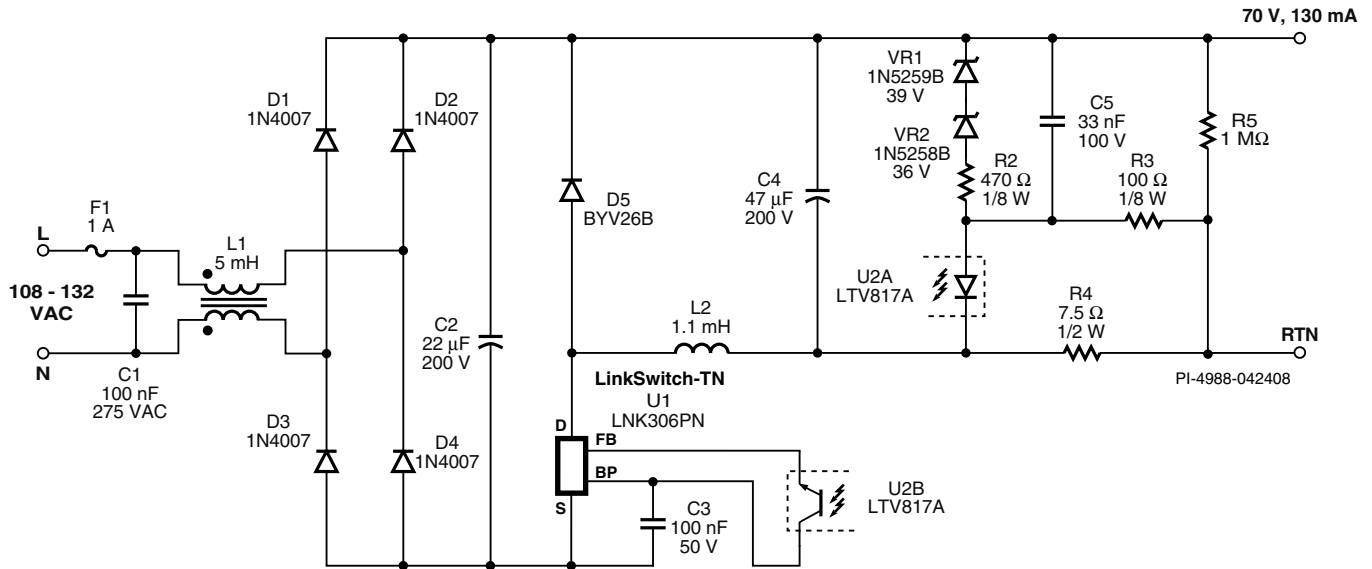 70 V, 130 mA
D1
1N4007
D2
1N4007
VR1
1N5259B
39 V
VR2
1N5258B
36 V
R2
470 Ω
1/8 W
C5
33 nF
100 V
R3
100 Ω
1/8 W
R5
1 MΩ
F1
1 A
L
L1
5 mH
108 - 132
VAC
N
C1
100 nF
275 VAC
C2
22 µF
200 V
D5
BYV26B
C4
47 µF
200 V
U2A
LTV817A
R4
7.5 Ω
1/2 W
L2
1.1 mH
RTN
PI-4988-042408
LinkSwitch-TN
U1
LNK306PN
D3
1N4007
D4
1N4007
D
FB
BP
S
C3
100 nF
50 V
U2B
LTV817A